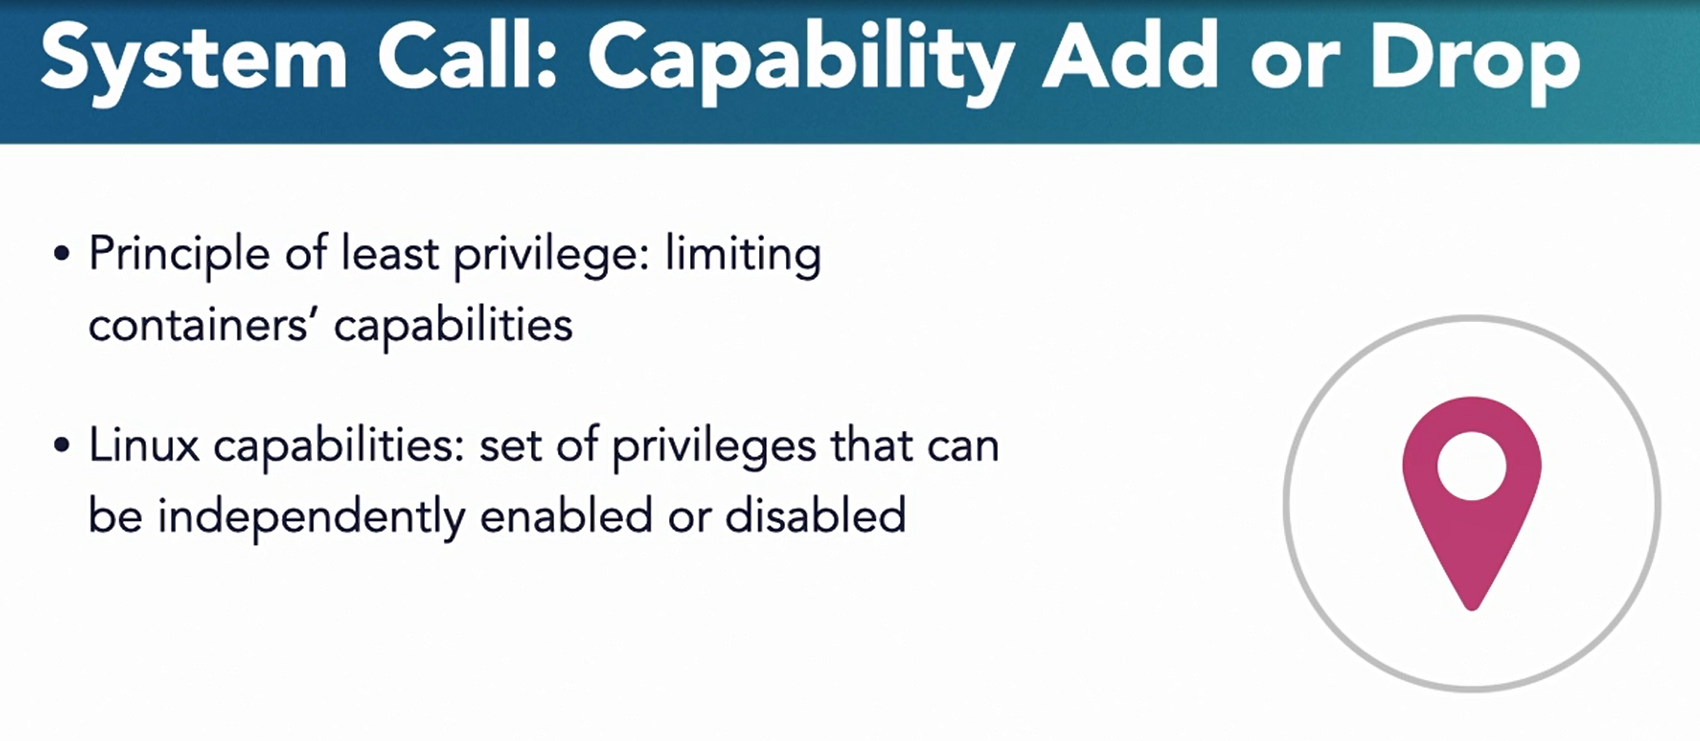 System Call: Capability Add or Drop
• Principle of least privilege: limiting
containers’ capabilities
• Linux capabilities: set of privileges that can
be independently enabled or disabled